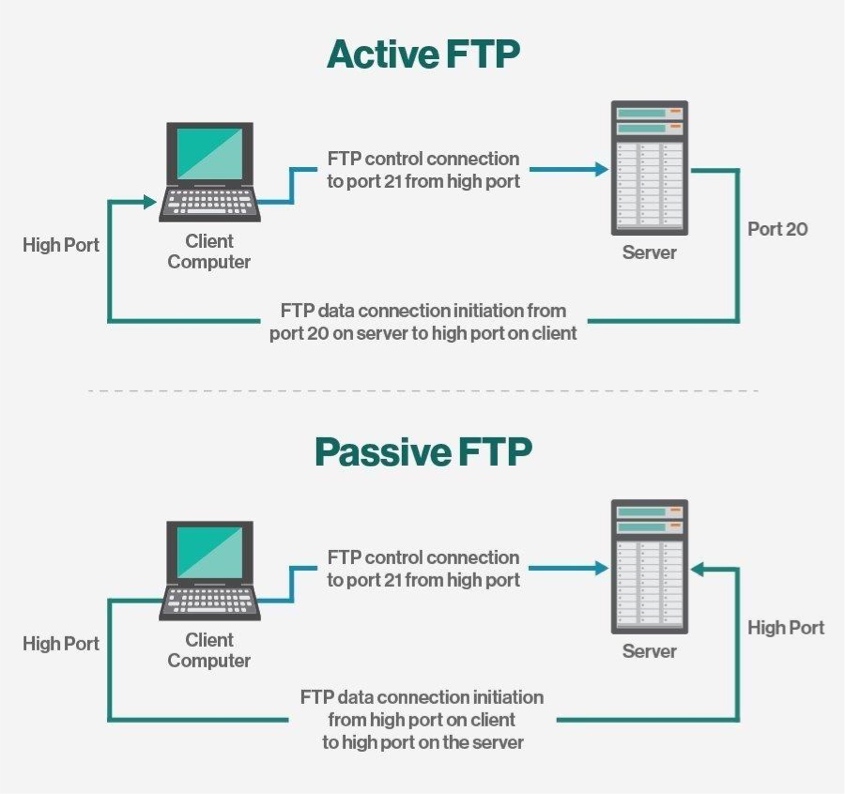 Active FTP
FTP control connection
to port 21 from high port
High Port
Client
Computer
Server
Port 20
FTP data connection initiation from
port 20 on server to high port on client
Passive FTP
FTP control connection
to port 21 from high port
High Port
Client
Computer
Server
High Port
FTP data connection initiation
from high port on client
to high port on the server